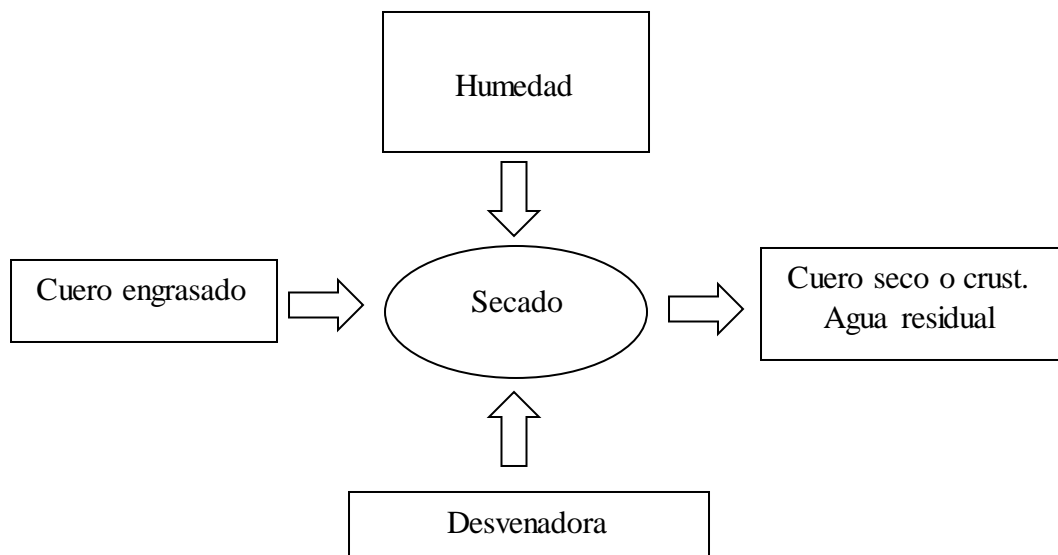 Humedad
Cuero engrasado
Secado
Cuero seco o crust.
Agua residual
Desvenadora